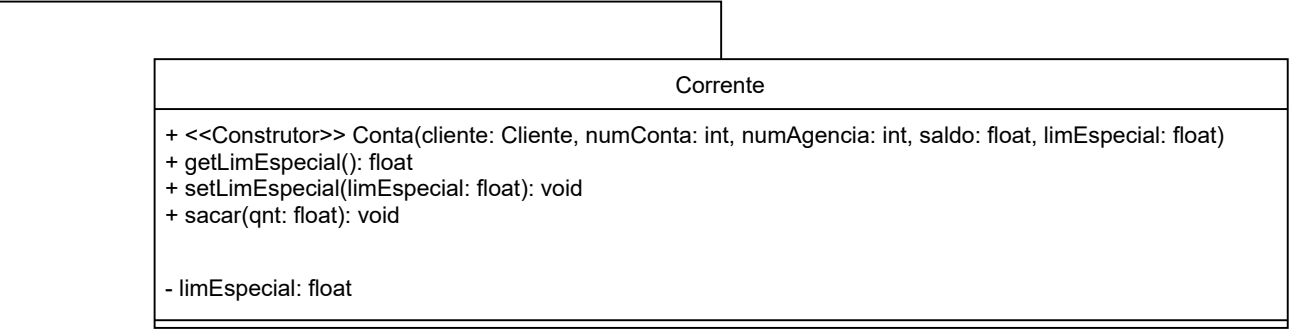 Corrente
+ <<Construtor>> Conta(cliente: Cliente, numConta: int, numAgencia: int, saldo: float, limEspecial: float)
+ getLimEspecial(): float
+ setLimEspecial(limEspecial: float): void
+ sacar(qnt: float): void
- limEspecial: float